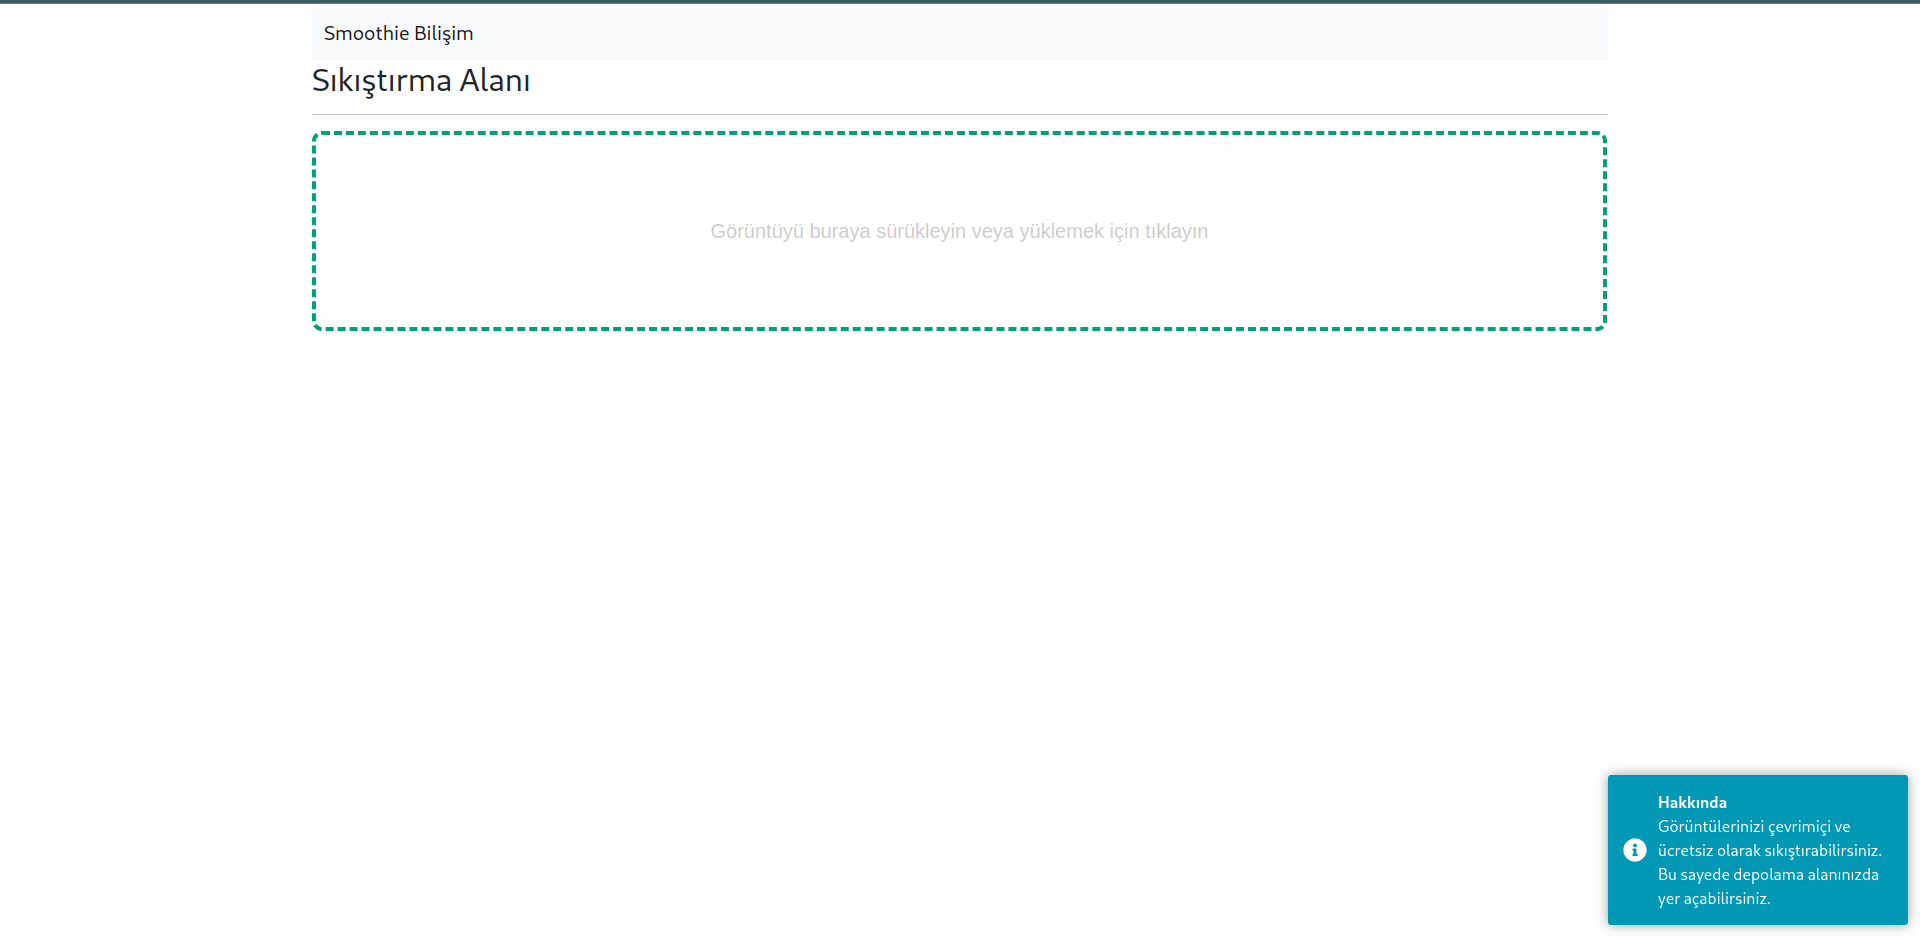 Smoothie Bilişim
Sıkıştırma Alanı
Görüntüyü buraya sürükleyin veya yüklemek için tıklayın
Hakkında
Görüntülerinizi çevrimiçi ve
ücretsiz olarak sıkıştırabilirsiniz.
Bu sayede depolama alanınızda
yer açabilirsiniz.